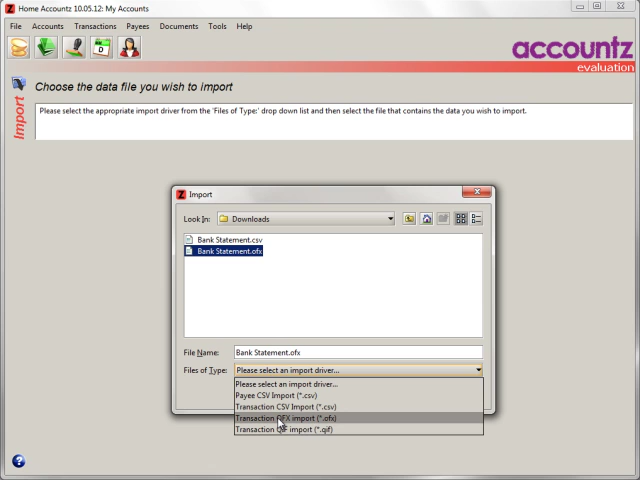 Home Accountz 10.05.12: My Accounts
File Accounts Transactions Payees Documents Tools Help
accountz
evaluation
Import
Choose the data file you wish to import
Please select the appropriate import driver from the 'Files of Type:' drop down list and then select the file that contains the data you wish to import.
Import
Look In: Downloads
Bank Statement.csv
Bank Statement.ofx
File Name: Bank Statement.ofx
Files of Type: Please select an import driver...
Please select an import driver...
Payee CSV Import (*.csv)
Transaction CSV Import (*.csv)
Transaction OFX import (*.ofx)
Transaction QIF import (*.qif)